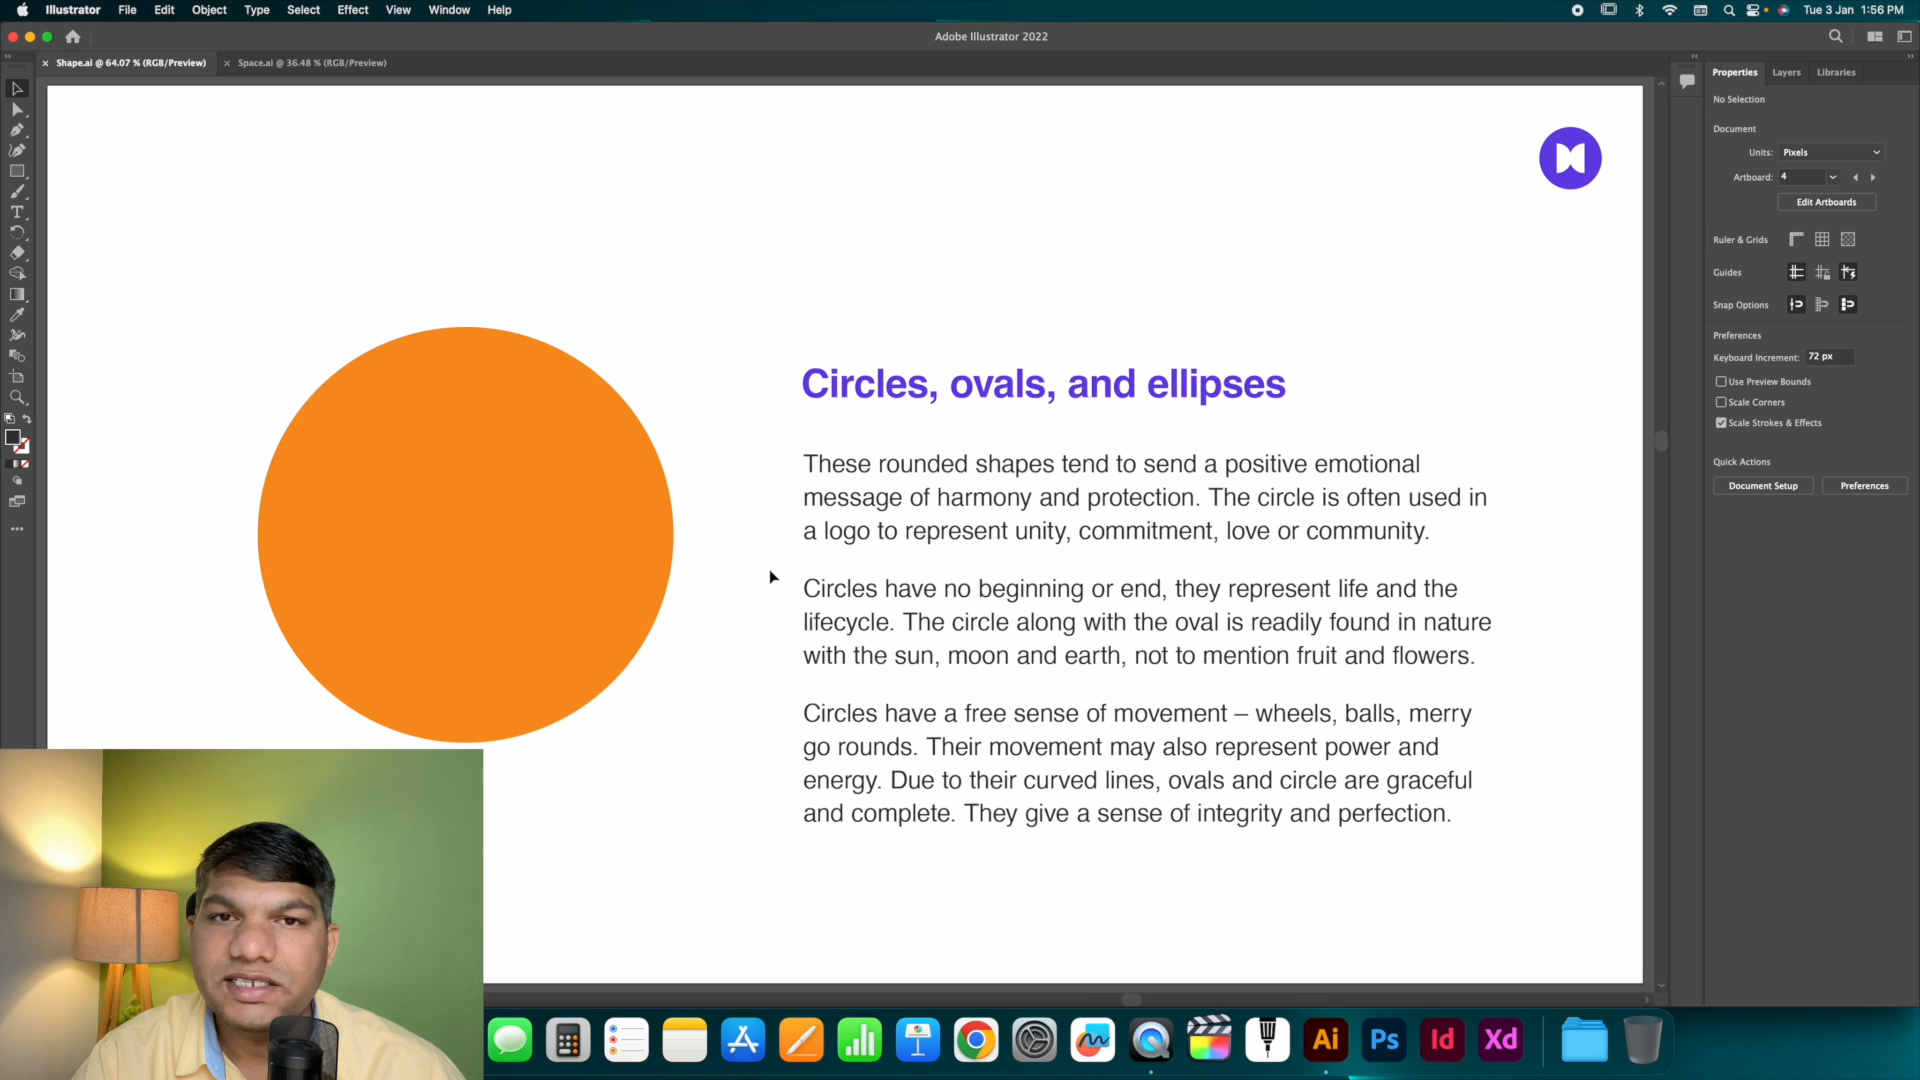 Illustrator File Edit Object Type Select Effect View Window Help
Tue 3 Jan 1:56 PM
Adobe Illustrator 2022
Shape.ai @ 64.07 % (RGB/Preview)
Space.ai @ 36.48 % (RGB/Preview)
Properties Layers Libraries
No Selection
Document
Units: Pixels
Artboard: 4
Edit Artboards
Ruler & Grids
Guides
Snap Options
Preferences
Keyboard Increment: 72 px
Use Preview Bounds
Scale Corners
Scale Strokes & Effects
Quick Actions
Document Setup Preferences
Circles, ovals, and ellipses
These rounded shapes tend to send a positive emotional
message of harmony and protection. The circle is often used in
a logo to represent unity, commitment, love or community.
Circles have no beginning or end, they represent life and the
lifecycle. The circle along with the oval is readily found in nature
with the sun, moon and earth, not to mention fruit and flowers.
Circles have a free sense of movement – wheels, balls, merry
go rounds. Their movement may also represent power and
energy. Due to their curved lines, ovals and circle are graceful
and complete. They give a sense of integrity and perfection.
Ai Ps Id Xd